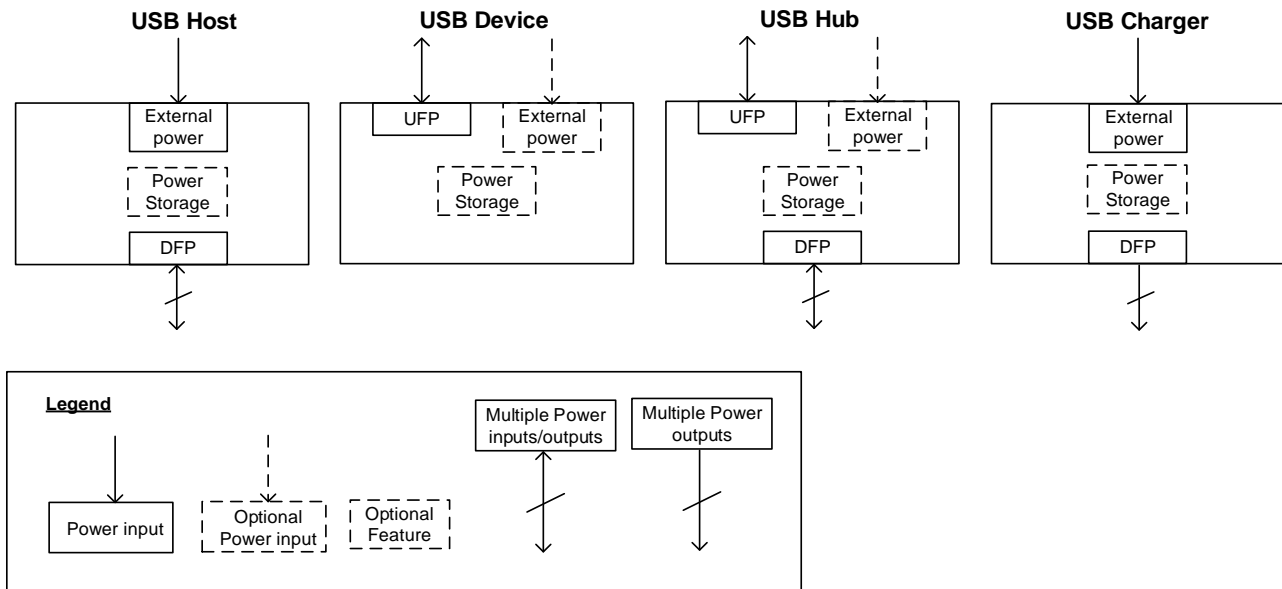 USB Host
External
power
Power
Storage
DFP
USB Device
UFP
External
power
Power
Storage
USB Hub
UFP
External
power
Power
Storage
DFP
USB Charger
External
power
Power
Storage
DFP
Legend
Power input
Optional
Power input
Optional
Feature
Multiple Power
inputs/outputs
Multiple Power
outputs